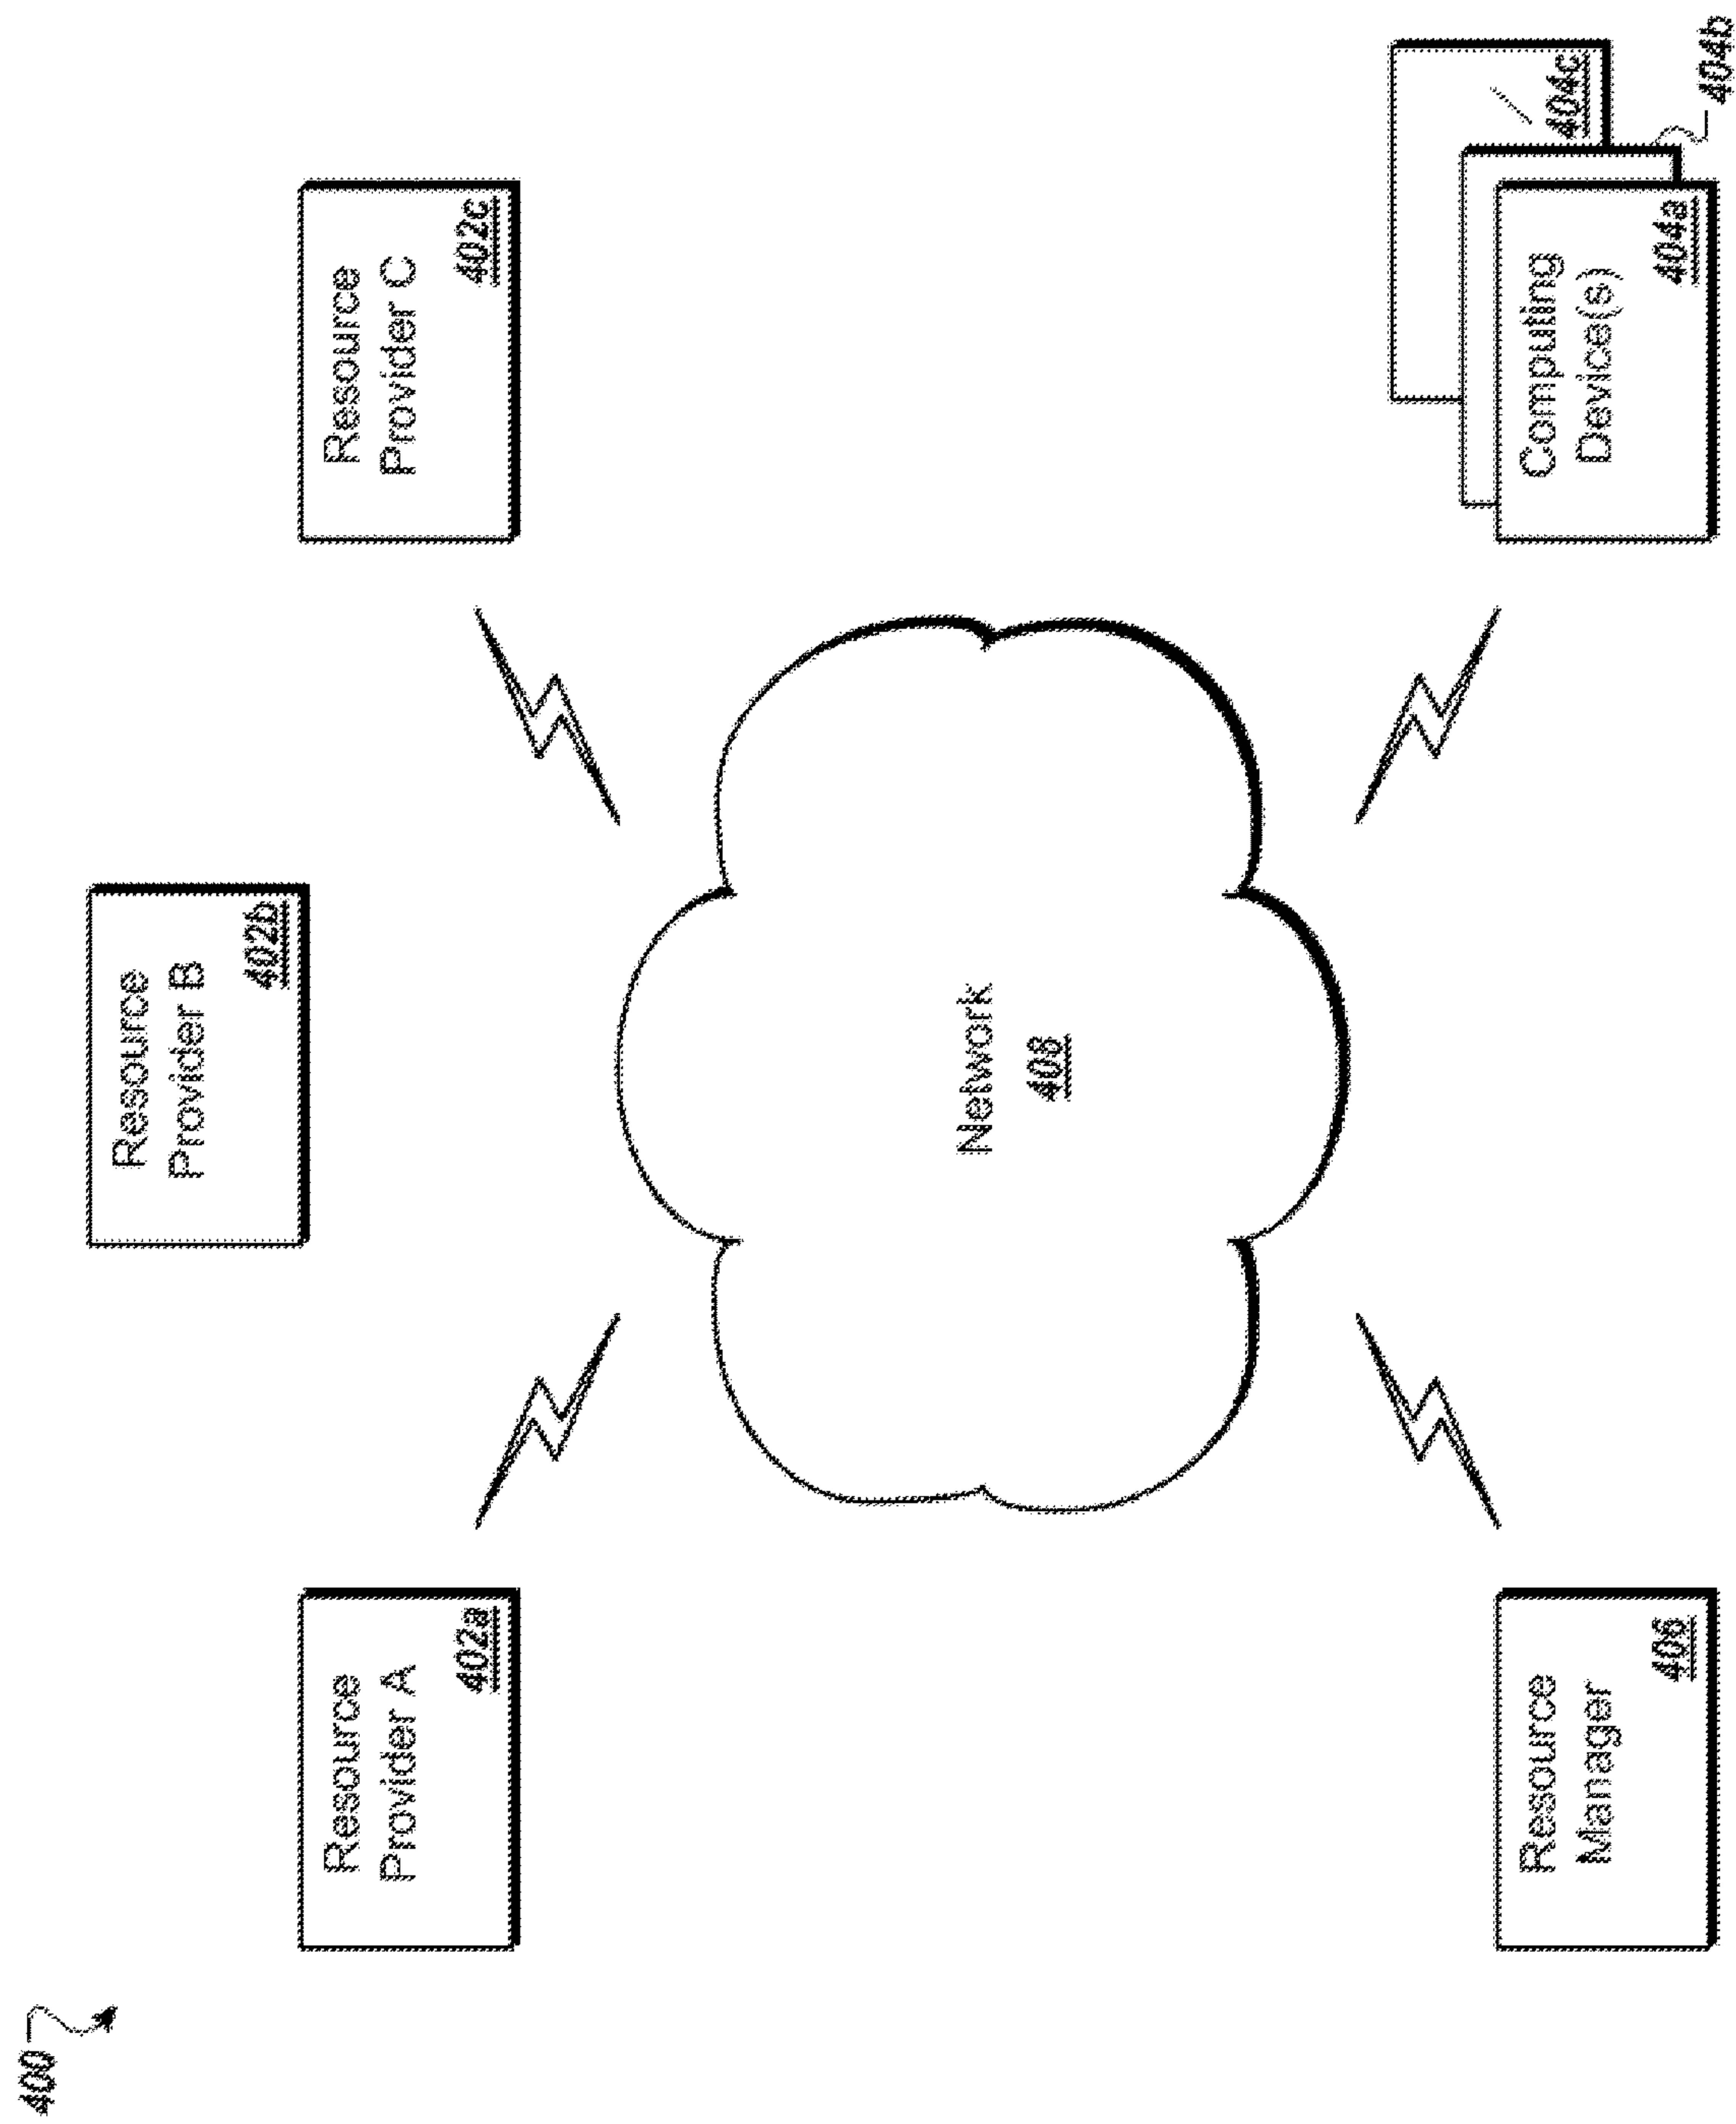 400
Resource
Provider B
402b
Resource
Provider A
402a
Resource
Provider C
402c
Network
408
Resource
Manager
406
Computing
Device(s)
404a
404b
404c